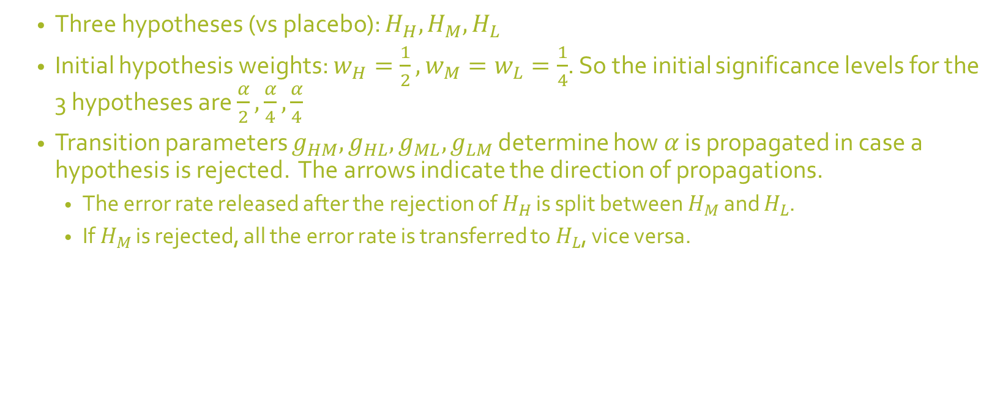 • Three hypotheses (vs placebo): $H_H, H_M, H_L$
• Initial hypothesis weights: $w_H = \frac{1}{2}, w_M = w_L = \frac{1}{4}$. So the initial significance levels for the
3 hypotheses are $\frac{\alpha}{2}, \frac{\alpha}{4}, \frac{\alpha}{4}$
• Transition parameters $g_{HM}, g_{HL}, g_{ML}, g_{LM}$ determine how $\alpha$ is propagated in case a
hypothesis is rejected. The arrows indicate the direction of propagations.
• The error rate released after the rejection of $H_H$ is split between $H_M$ and $H_L$.
• If $H_M$ is rejected, all the error rate is transferred to $H_L$, vice versa.